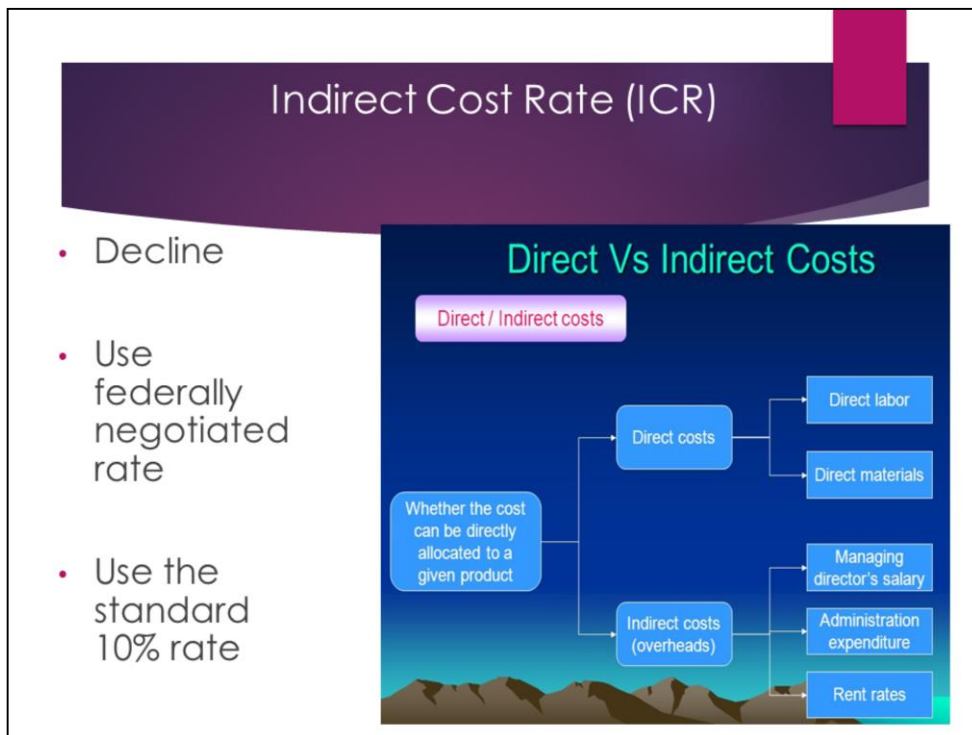 Indirect Cost Rate (ICR)
• Decline
• Use
federally
negotiated
rate
• Use the
standard
10% rate
Direct Vs Indirect Costs
Direct / Indirect costs
Whether the cost
can be directly
allocated to a
given product
Direct costs
Direct labor
Direct materials
Indirect costs
(overheads)
Managing
director's salary
Administration
expenditure
Rent rates